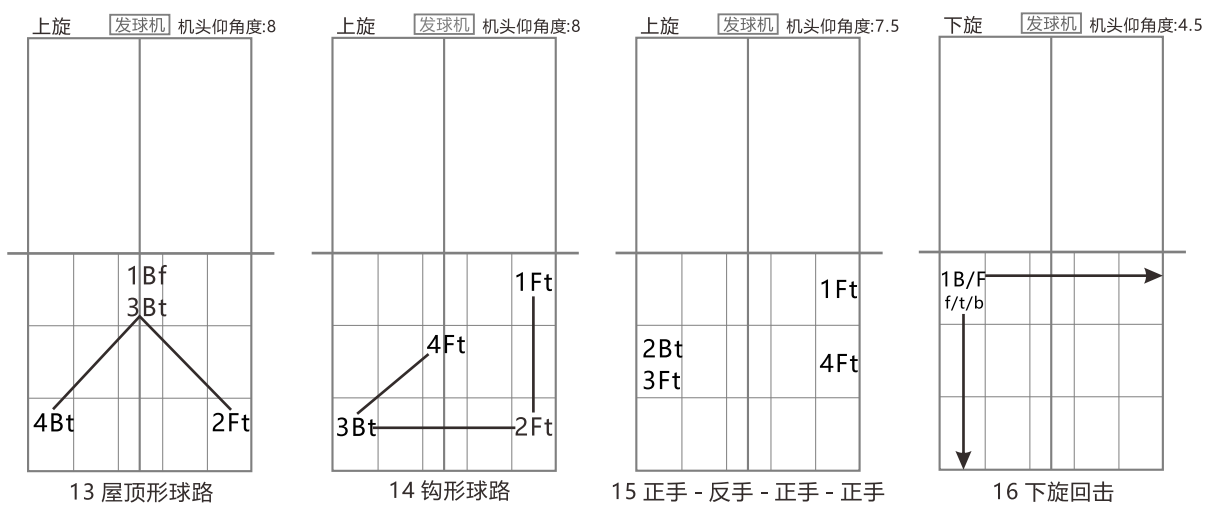 上旋 发球机 机头仰角度:8
1Bf
3Bt
4Bt 2Ft
13 屋顶形球路
上旋 发球机 机头仰角度:8
1Ft
4Ft
3Bt 2Ft
14 钩形球路
上旋 发球机 机头仰角度:7.5
1Ft
2Bt 4Ft
3Ft
15 正手 - 反手 - 正手 - 正手
下旋 发球机 机头仰角度:4.5
1B/F
f/t/b
16 下旋回击